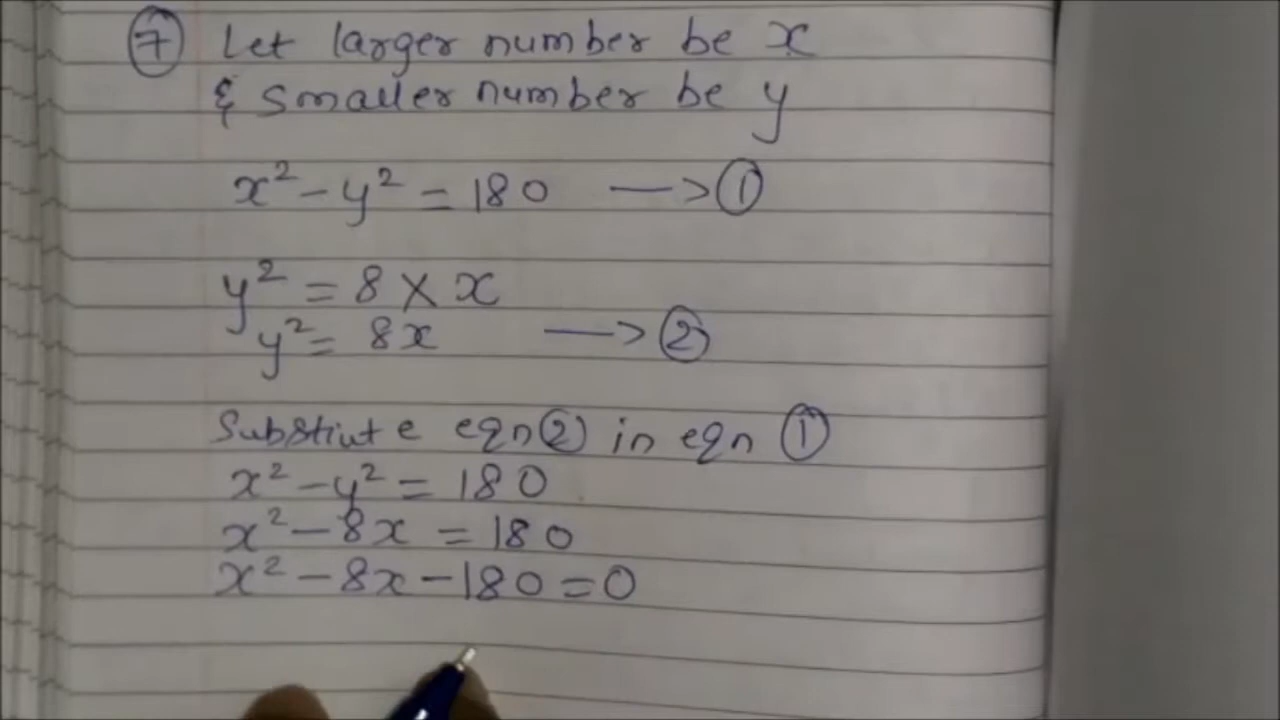 ⑦ Let larger number be x
& smaller number be y
x² - y² = 180 —> ①
y² = 8 × x
y² = 8x —> ②
Substiute eqn ② in eqn ①
x² - y² = 180
x² - 8x = 180
x² - 8x - 180 = 0